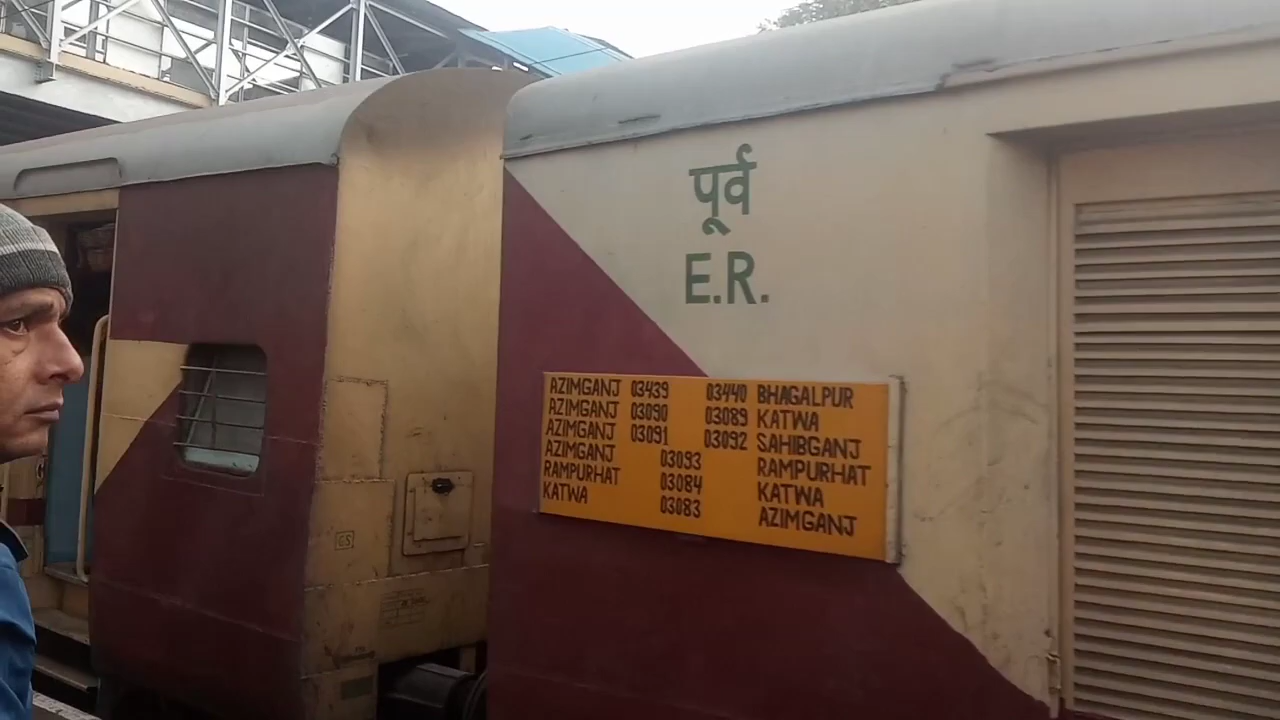 पूर्व
E.R.
AZIMGANJ 03439 03440 BHAGALPUR
AZIMGANJ 03090 03089 KATWA
AZIMGANJ 03091 03092 SAHIBGANJ
AZIMGANJ 03093 RAMPURHAT
RAMPURHAT 03084 KATWA
KATWA 03083 AZIMGANJ